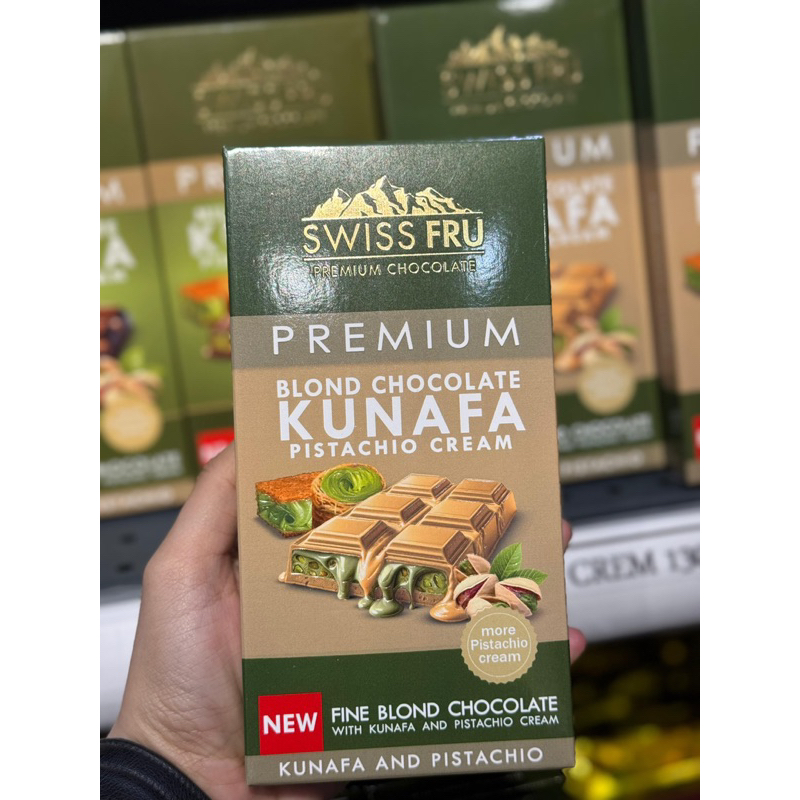 SWISS FRU
PREMIUM CHOCOLATE
PREMIUM
BLOND CHOCOLATE
KUNAFA
PISTACHIO CREAM
more
Pistachio
cream
NEW
FINE BLOND CHOCOLATE
WITH KUNAFA AND PISTACHIO CREAM
KUNAFA AND PISTACHIO
CREM